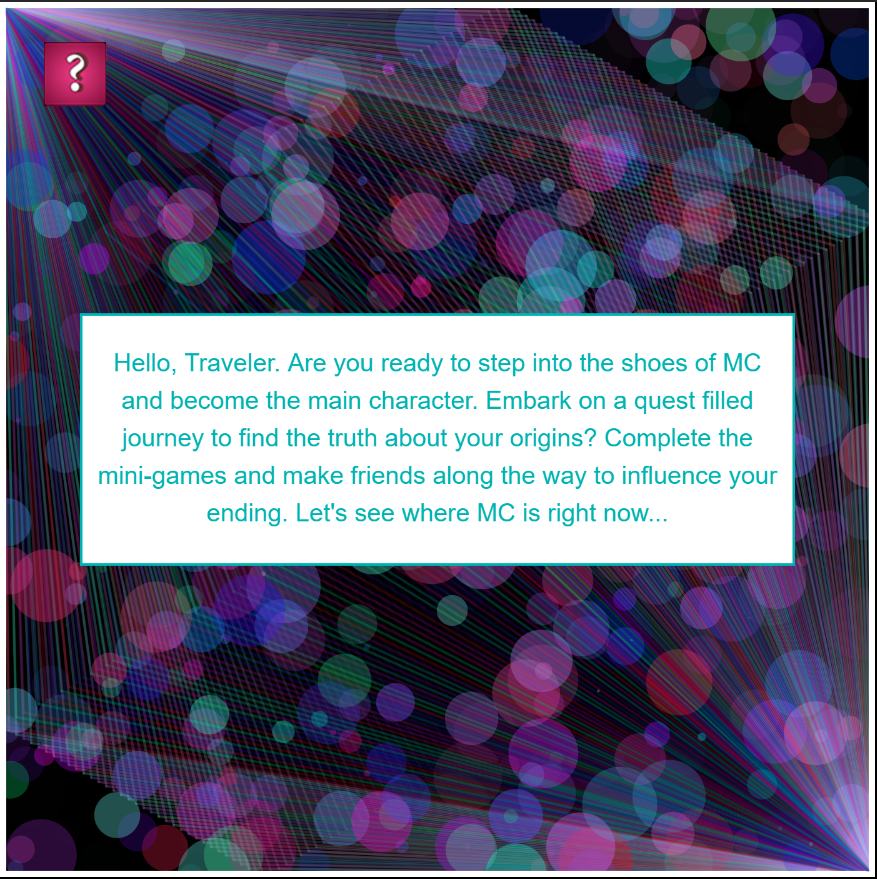 ?
Hello, Traveler. Are you ready to step into the shoes of MC
and become the main character. Embark on a quest filled
journey to find the truth about your origins? Complete the
mini-games and make friends along the way to influence your
ending. Let's see where MC is right now...